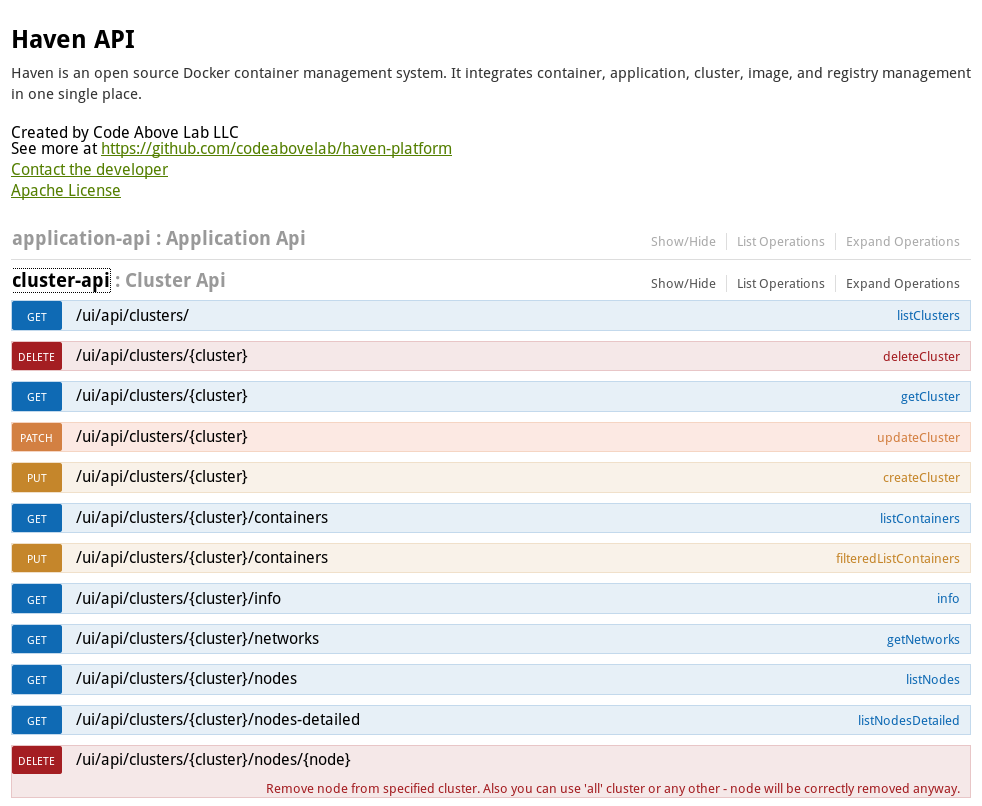 Haven API
Haven is an open source Docker container management system. It integrates container, application, cluster, image, and registry management
in one single place.
Created by Code Above Lab LLC
See more at https://github.com/codeabovelab/haven-platform
Contact the developer
Apache License
application-api : Application Api Show/Hide List Operations Expand Operations
cluster-api : Cluster Api Show/Hide List Operations Expand Operations
GET /ui/api/clusters/ listClusters
DELETE /ui/api/clusters/{cluster} deleteCluster
GET /ui/api/clusters/{cluster} getCluster
PATCH /ui/api/clusters/{cluster} updateCluster
PUT /ui/api/clusters/{cluster} createCluster
GET /ui/api/clusters/{cluster}/containers listContainers
PUT /ui/api/clusters/{cluster}/containers filteredListContainers
GET /ui/api/clusters/{cluster}/info info
GET /ui/api/clusters/{cluster}/networks getNetworks
GET /ui/api/clusters/{cluster}/nodes listNodes
GET /ui/api/clusters/{cluster}/nodes-detailed listNodesDetailed
DELETE /ui/api/clusters/{cluster}/nodes/{node}
Remove node from specified cluster. Also you can use 'all' cluster or any other - node will be correctly removed anyway.